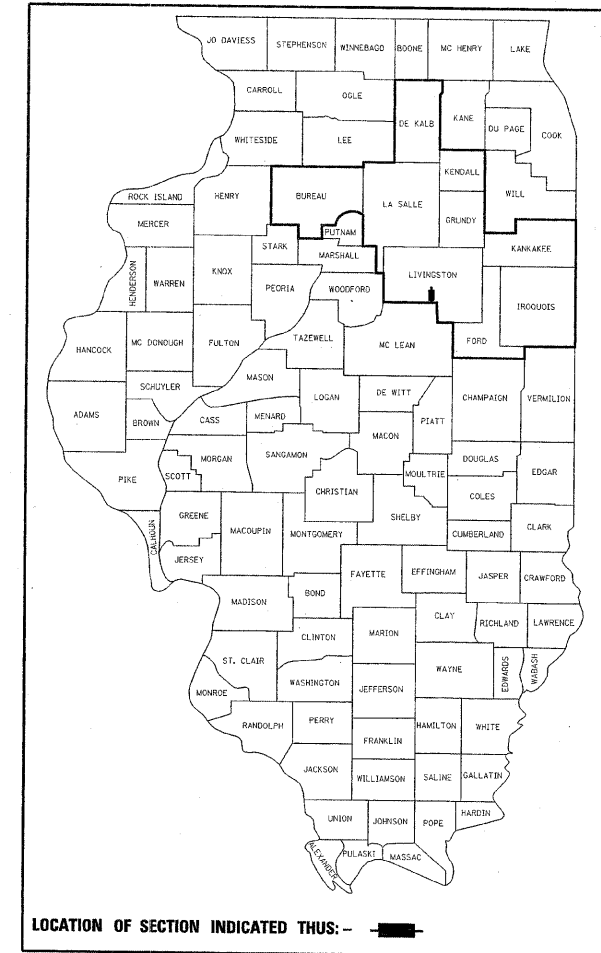 JO DAVIESS
STEPHENSON
WINNEBAGO
BOONE
MC HENRY
LAKE
CARROLL
OGLE
DE KALB
KANE
DU PAGE
COOK
WHITESIDE
LEE
KENDALL
WILL
ROCK ISLAND
HENRY
BUREAU
LA SALLE
GRUNDY
MERCER
PUTNAM
KANKAKEE
STARK
MARSHALL
HENDERSON
WARREN
KNOX
PEORIA
WOODFORD
LIVINGSTON
IROQUOIS
FORD
HANCOCK
MC DONOUGH
FULTON
TAZEWELL
MC LEAN
MASON
SCHUYLER
LOGAN
DE WITT
CHAMPAIGN
VERMILION
ADAMS
BROWN
CASS
MENARD
PIATT
MACON
MORGAN
SANGAMON
DOUGLAS
EDGAR
PIKE
SCOTT
CHRISTIAN
MOULTRIE
COLES
GREENE
SHELBY
CALHOUN
MACOUPIN
MONTGOMERY
CUMBERLAND
CLARK
JERSEY
FAYETTE
EFFINGHAM
JASPER
CRAWFORD
MADISON
BOND
CLAY
RICHLAND
LAWRENCE
CLINTON
MARION
ST. CLAIR
WAYNE
EDWARDS
WABASH
WASHINGTON
JEFFERSON
MONROE
RANDOLPH
PERRY
HAMILTON
WHITE
FRANKLIN
JACKSON
WILLIAMSON
SALINE
GALLATIN
UNION
JOHNSON
POPE
HARDIN
ALEXANDER
PULASKI
MASSAC
LOCATION OF SECTION INDICATED THUS: -